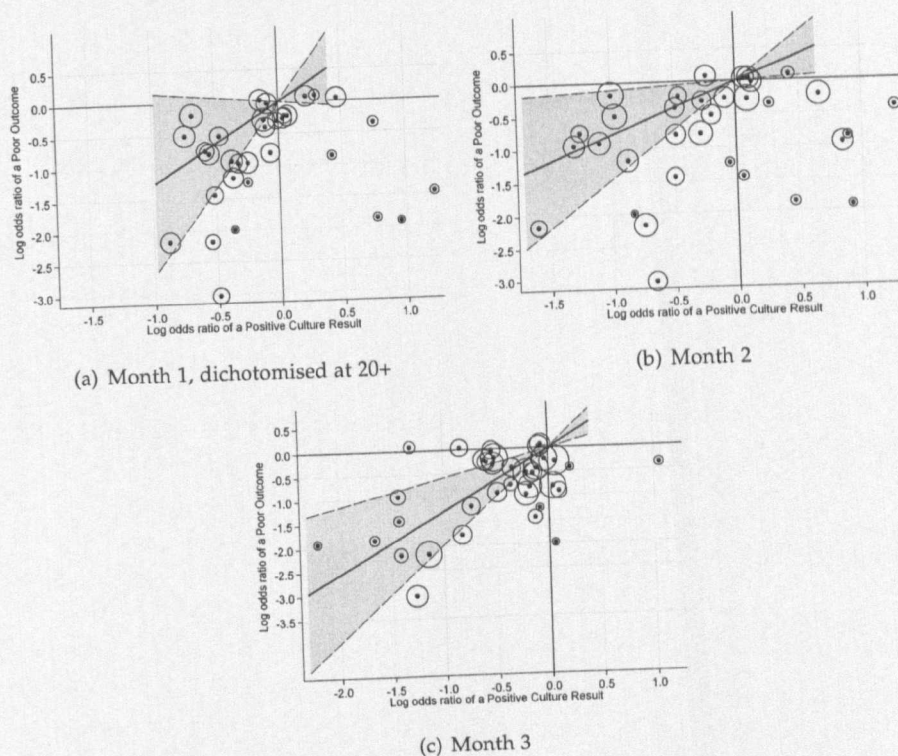 0.5
0.0
-0.5
-1.0
-1.5
-2.0
-2.5
-3.0
Log odds ratio of a Poor Outcome
-1.5 -1.0 -0.5 0.0 0.5 1.0
Log odds ratio of a Positive Culture Result
(a) Month 1, dichotomised at 20+
0.5
0.0
-0.5
-1.0
-1.5
-2.0
-2.5
-3.0
Log odds ratio of a Poor Outcome
-1.5 -1.0 -0.5 0.0 0.5 1.0
Log odds ratio of a Positive Culture Result
(b) Month 2
0.5
0.0
-0.5
-1.0
-1.5
-2.0
-2.5
-3.0
-3.5
Log odds ratio of a Poor Outcome
-2.0 -1.5 -1.0 -0.5 0.0 0.5 1.0
Log odds ratio of a Positive Culture Result
(c) Month 3